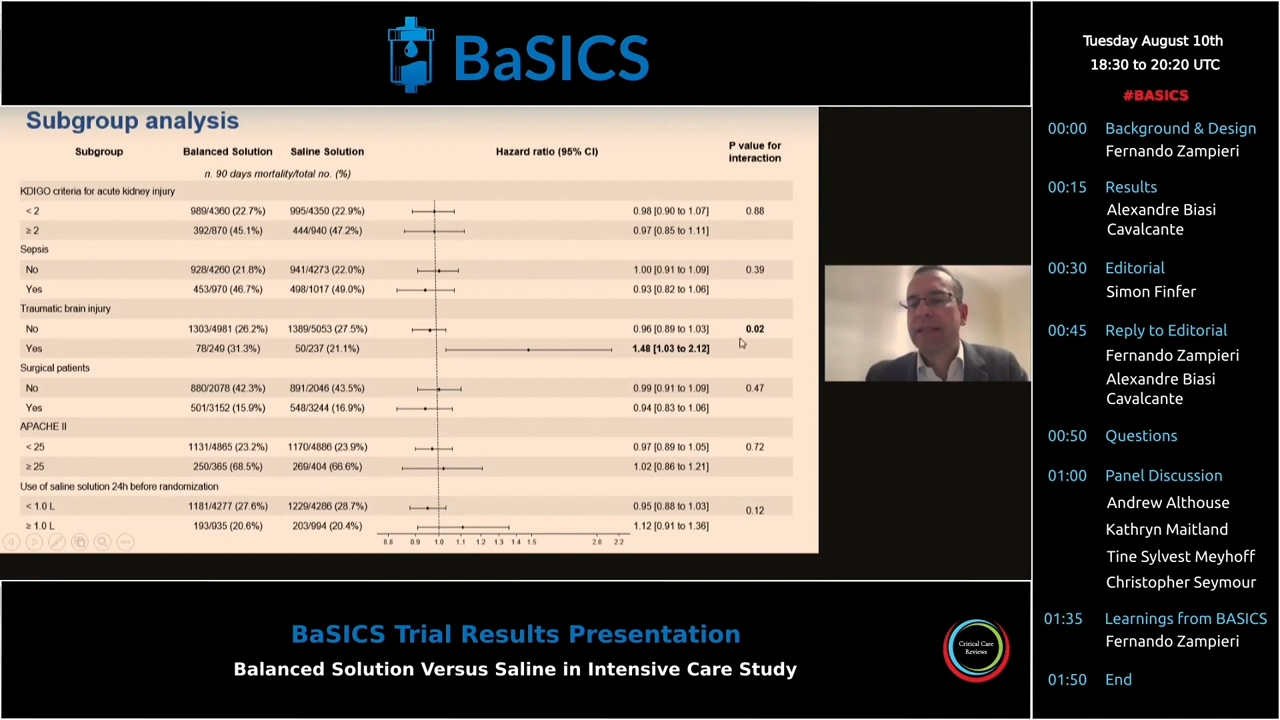 BaSICS
Subgroup analysis
Subgroup Balanced Solution Saline Solution Hazard ratio (95% CI) P value for interaction
n. 90 days mortality/total no. (%)
KDIGO criteria for acute kidney injury
< 2 989/4360 (22.7%) 995/4350 (22.9%) 0.98 [0.90 to 1.07] 0.88
≥ 2 392/870 (45.1%) 444/940 (47.2%) 0.97 [0.85 to 1.11]
Sepsis
No 928/4260 (21.8%) 941/4273 (22.0%) 1.00 [0.91 to 1.09] 0.39
Yes 453/970 (46.7%) 498/1017 (49.0%) 0.93 [0.82 to 1.06]
Traumatic brain injury
No 1303/4981 (26.2%) 1389/5053 (27.5%) 0.96 [0.89 to 1.03] 0.02
Yes 78/249 (31.3%) 50/237 (21.1%) 1.48 [1.03 to 2.12]
Surgical patients
No 880/2078 (42.3%) 891/2046 (43.5%) 0.99 [0.91 to 1.09] 0.47
Yes 501/3152 (15.9%) 548/3244 (16.9%) 0.94 [0.83 to 1.06]
APACHE II
< 25 1131/4865 (23.2%) 1170/4886 (23.9%) 0.97 [0.89 to 1.05] 0.72
≥ 25 250/365 (68.5%) 269/404 (66.6%) 1.02 [0.86 to 1.21]
Use of saline solution 24h before randomization
< 1.0 L 1181/4277 (27.6%) 1229/4286 (28.7%) 0.95 [0.88 to 1.03] 0.12
≥ 1.0 L 193/935 (20.6%) 203/994 (20.4%) 1.12 [0.91 to 1.36]
0.8 0.9 1.0 1.1 1.2 1.3 1.4 1.5 2.0 2.2
BaSICS Trial Results Presentation
Balanced Solution Versus Saline in Intensive Care Study
Critical Care
Reviews
Tuesday August 10th
18:30 to 20:20 UTC
#BASICS
00:00 Background & Design
Fernando Zampieri
00:15 Results
Alexandre Biasi
Cavalcante
00:30 Editorial
Simon Finfer
00:45 Reply to Editorial
Fernando Zampieri
Alexandre Biasi
Cavalcante
00:50 Questions
01:00 Panel Discussion
Andrew Althouse
Kathryn Maitland
Tine Sylvest Meyhoff
Christopher Seymour
01:35 Learnings from BASICS
Fernando Zampieri
01:50 End